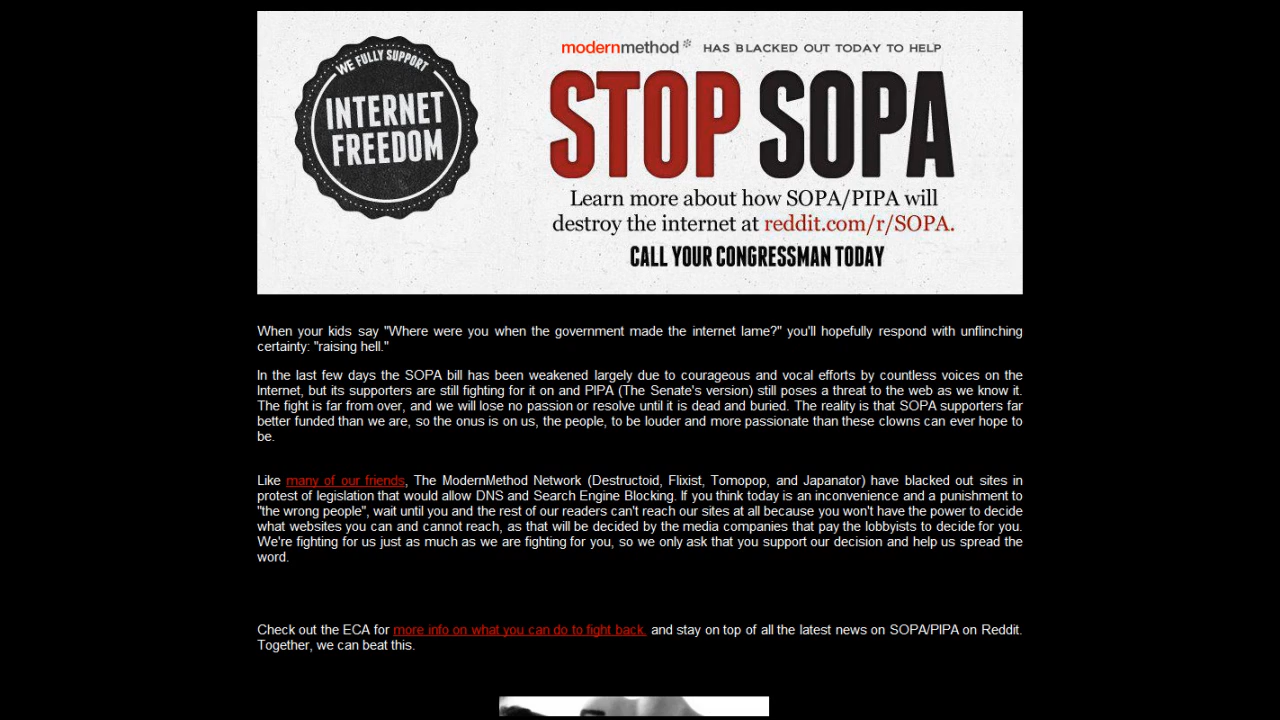 WE FULLY SUPPORT
INTERNET
FREEDOM
modernmethod HAS BLACKED OUT TODAY TO HELP
STOP SOPA
Learn more about how SOPA/PIPA will
destroy the internet at reddit.com/r/SOPA.
CALL YOUR CONGRESSMAN TODAY
When your kids say "Where were you when the government made the internet lame?" you'll hopefully respond with unflinching
certainty: "raising hell."
In the last few days the SOPA bill has been weakened largely due to courageous and vocal efforts by countless voices on the
Internet, but its supporters are still fighting for it on and PIPA (The Senate's version) still poses a threat to the web as we know it.
The fight is far from over, and we will lose no passion or resolve until it is dead and buried. The reality is that SOPA supporters far
better funded than we are, so the onus is on us, the people, to be louder and more passionate than these clowns can ever hope to
be.
Like many of our friends, The ModernMethod Network (Destructoid, Flixist, Tomopop, and Japanator) have blacked out sites in
protest of legislation that would allow DNS and Search Engine Blocking. If you think today is an inconvenience and a punishment to
"the wrong people", wait until you and the rest of our readers can't reach our sites at all because you won't have the power to decide
what websites you can and cannot reach, as that will be decided by the media companies that pay the lobbyists to decide for you.
We're fighting for us just as much as we are fighting for you, so we only ask that you support our decision and help us spread the
word.
Check out the ECA for more info on what you can do to fight back. and stay on top of all the latest news on SOPA/PIPA on Reddit.
Together, we can beat this.